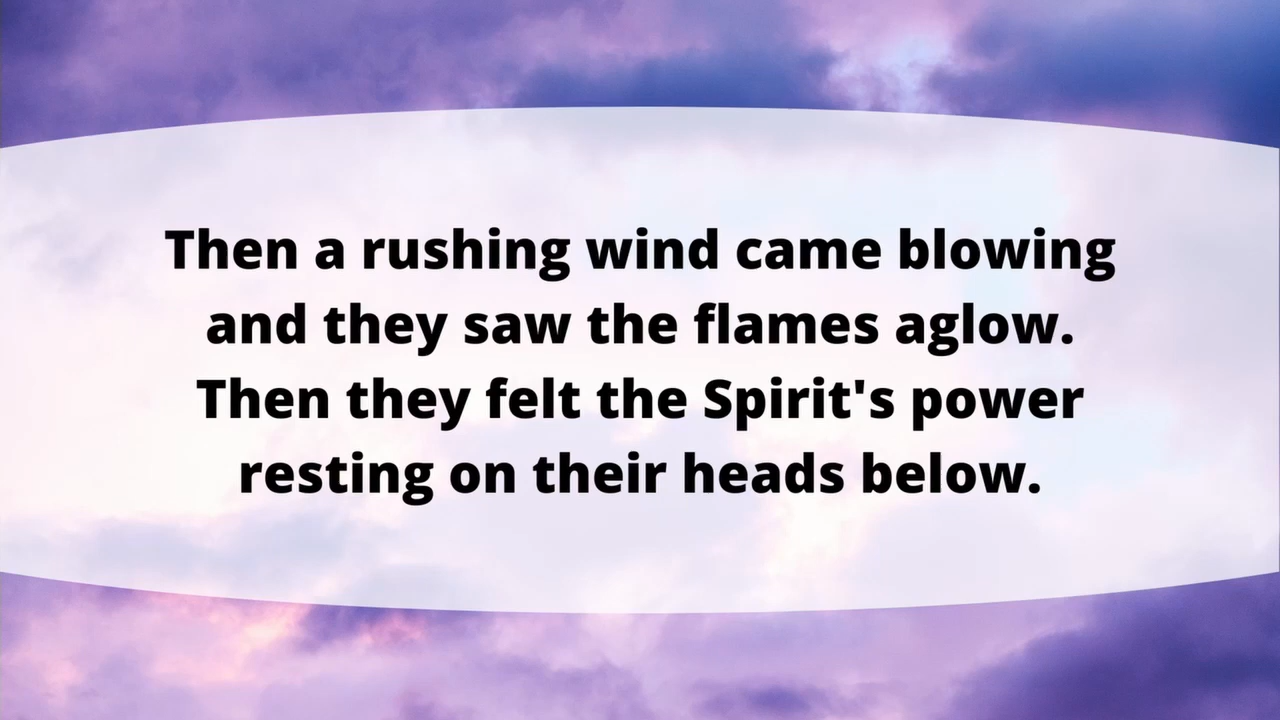 Then a rushing wind came blowing
and they saw the flames aglow.
Then they felt the Spirit's power
resting on their heads below.